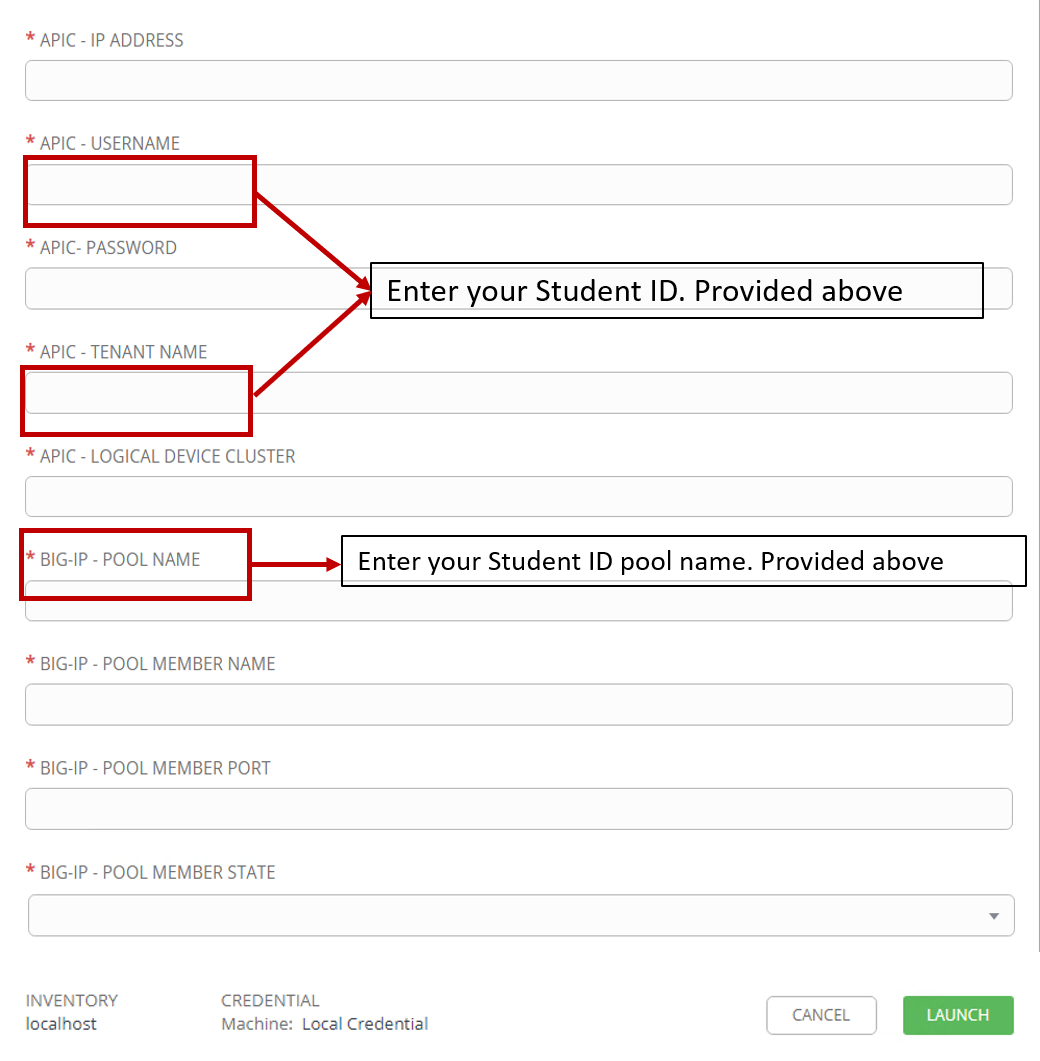 * APIC - IP ADDRESS
* APIC - USERNAME
* APIC- PASSWORD
Enter your Student ID. Provided above
* APIC - TENANT NAME
* APIC - LOGICAL DEVICE CLUSTER
* BIG-IP - POOL NAME
Enter your Student ID pool name. Provided above
* BIG-IP - POOL MEMBER NAME
* BIG-IP - POOL MEMBER PORT
* BIG-IP - POOL MEMBER STATE
INVENTORY
localhost
CREDENTIAL
Machine: Local Credential
CANCEL
LAUNCH